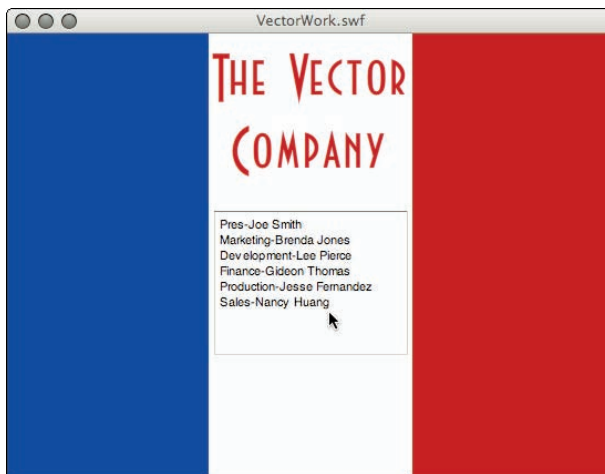 VectorWork.swf
THE VECTOR
COMPANY
Pres-Joe Smith
Marketing-Brenda Jones
Development-Lee Pierce
Finance-Gideon Thomas
Production-Jesse Fernandez
Sales-Nancy Huang